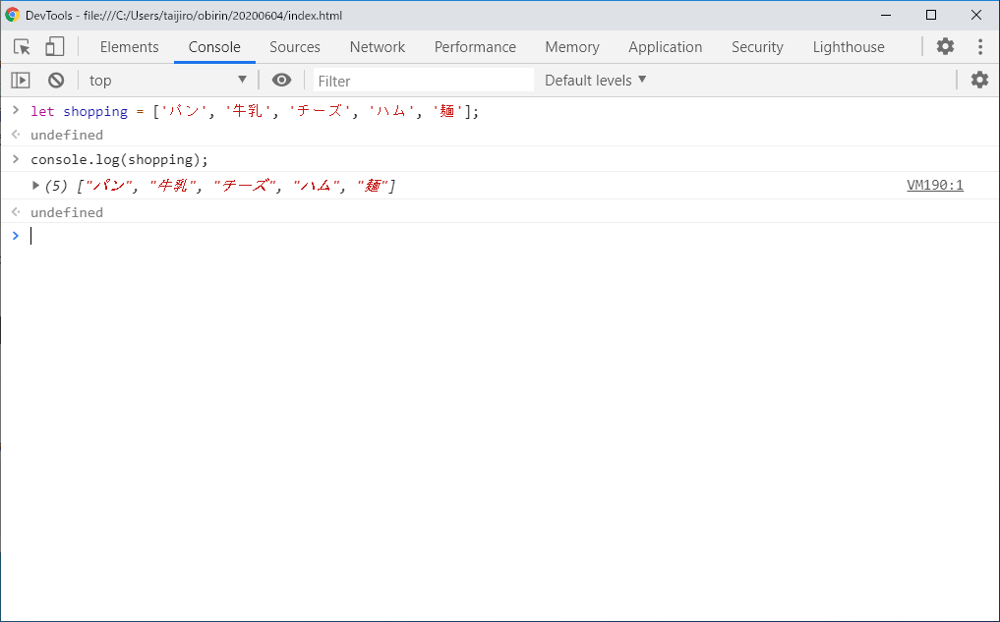 DevTools - file:///C:/Users/taijiro/obirin/20200604/index.html
Elements Console Sources Network Performance Memory Application Security Lighthouse
top Filter Default levels
let shopping = ['パン', '牛乳', 'チーズ', 'ハム', '麺'];
undefined
console.log(shopping);
(5) ["パン", "牛乳", "チーズ", "ハム", "麺"] VM190:1
undefined